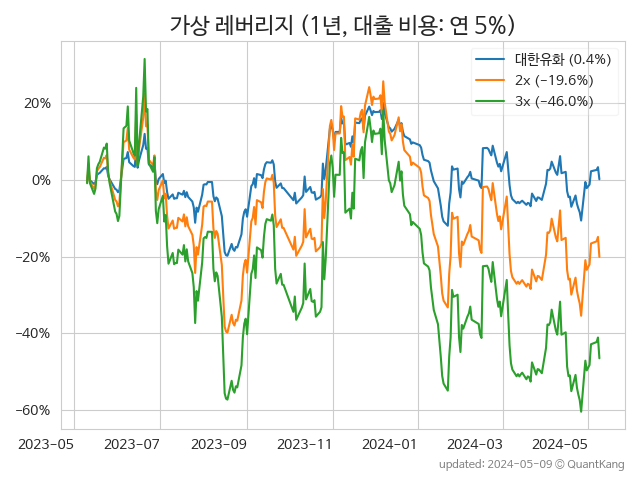 가상 레버리지 (1년, 대출 비용: 연 5%)
대한유화 (0.4%)
2x (−19.6%)
3x (−46.0%)
20%
0%
−20%
−40%
−60%
2023-05 2023-07 2023-09 2023-11 2024-01 2024-03 2024-05
updated: 2024-05-09 © QuantKang